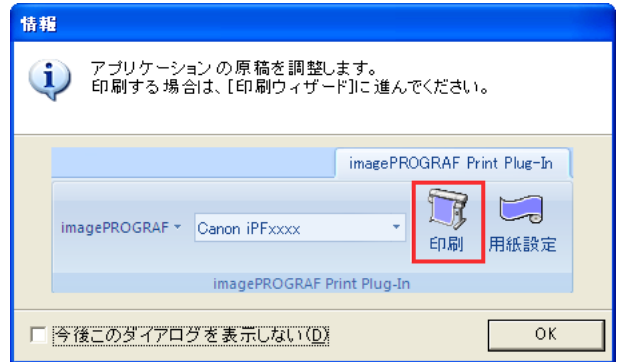 情報
アプリケーションの原稿を調整します。
印刷する場合は、[印刷ウィザード]に進んでください。
imagePROGRAF Print Plug-In
imagePROGRAF
Canon iPFxxxx
印刷
用紙設定
imagePROGRAF Print Plug-In
今後このダイアログを表示しない(D)
OK